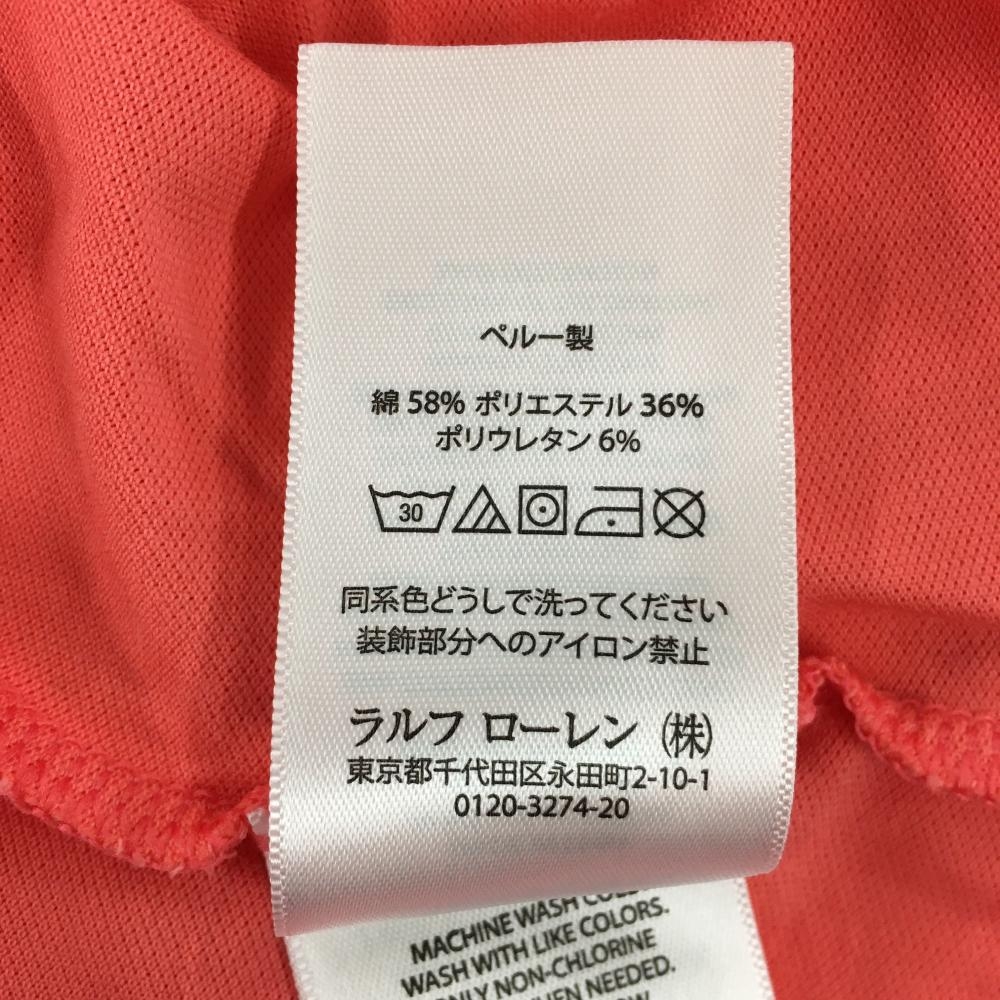 ペルー製
綿 58% ポリエステル 36%
ポリウレタン 6%
30
同系色どうしで洗ってください
装飾部分へのアイロン禁止
ラルフ ローレン (株)
東京都千代田区永田町2-10-1
0120-3274-20
MACHINE WASH COLD
WASH WITH LIKE COLORS.
ONLY NON-CHLORINE
WHEN NEEDED.